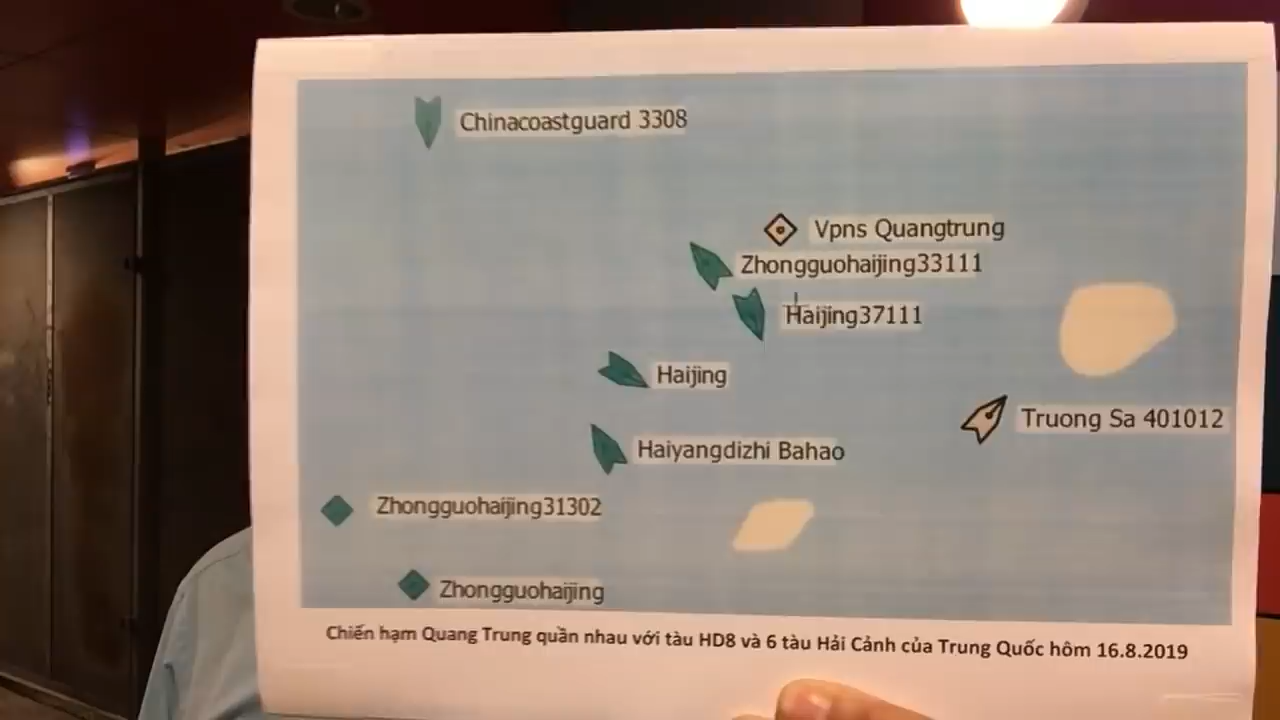 Chinacoastguard 3308
Vpns Quangtrung
Zhongguohaijing33111
Haijing37111
Haijing
Truong Sa 401012
Haiyangdizhi Bahao
Zhongguohaijing31302
Zhongguohaijing
Chiến hạm Quang Trung quần nhau với tàu HD8 và 6 tàu Hải Cảnh của Trung Quốc hôm 16.8.2019